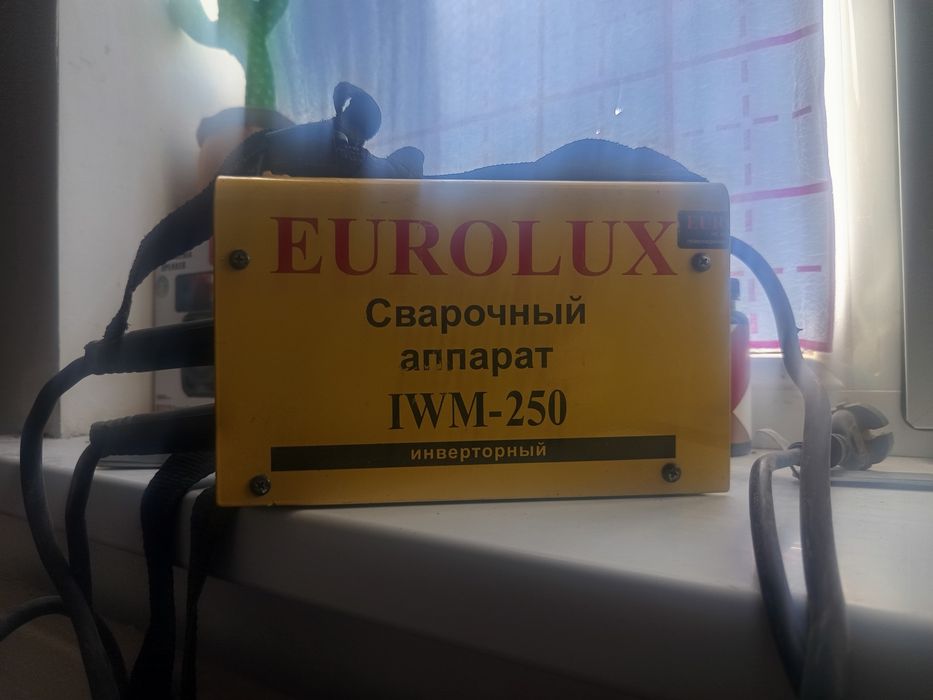 EUROLUX
Сварочный
аппарат
IWM-250
инверторный